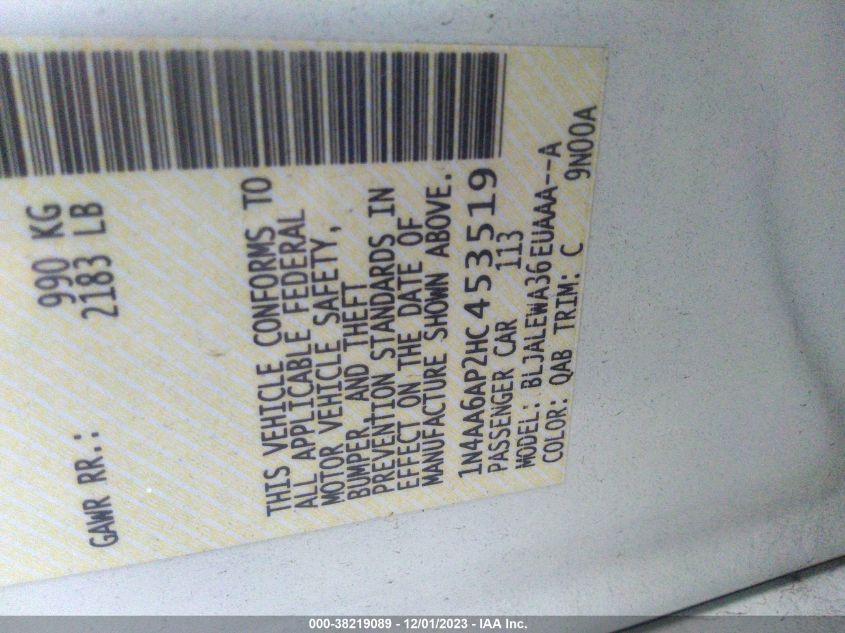 GAWR RR.: 990 KG
2183 LB
THIS VEHICLE CONFORMS TO
ALL APPLICABLE FEDERAL
MOTOR VEHICLE SAFETY,
BUMPER, AND THEFT
PREVENTION STANDARDS IN
EFFECT ON THE DATE OF
MANUFACTURE SHOWN ABOVE.
1N4AA6AP2HC453519
PASSENGER CAR 113
MODEL: BLJALEWA36EUAAA--A
COLOR: QAB TRIM: C 9N00A
000-38219089 - 12/01/2023 - IAA Inc.